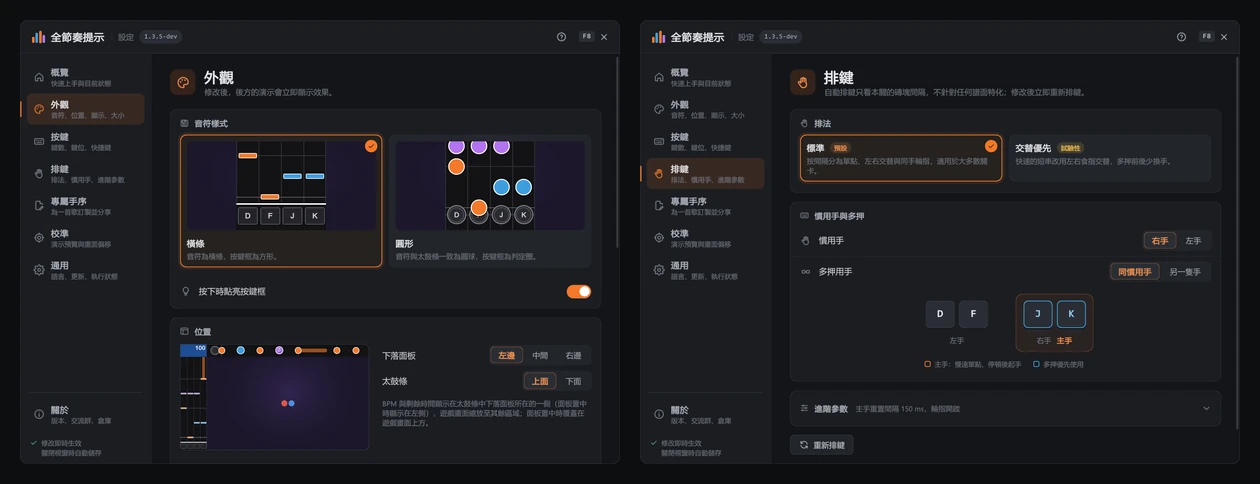 全節奏提示 設定 1.3.5-dev F8
概覽
快速上手與目前狀態
外觀
音符、位置、顯示、大小
按鍵
鍵數、鍵位、快捷鍵
排鍵
排法、慣用手、進階參數
專屬手序
為一首歌訂製並分享
校準
演示預覽與畫面偏移
通用
語言、更新、執行狀態
關於
版本、交流群、倉庫
修改即時生效
關閉視窗時自動儲存
外觀
修改後，後方的演示會立即顯示效果。
音符樣式
D F J K
橫條
音符為橫條，按鍵框為方形。
D J K
圓形
音符與太鼓條一致為圓球，按鍵框為判定圈。
按下時點亮按鍵框
位置
100
下落面板 左邊 中間 右邊
太鼓條 上面 下面
BPM 與剩餘時間顯示在太鼓條中下落面板所在的一側（面板置中
時顯示在左側），遊戲畫面縮放至其餘區域；面板置中時覆蓋在
遊戲畫面上方。
全節奏提示 設定 1.3.5-dev F8
概覽
快速上手與目前狀態
外觀
音符、位置、顯示、大小
按鍵
鍵數、鍵位、快捷鍵
排鍵
排法、慣用手、進階參數
專屬手序
為一首歌訂製並分享
校準
演示預覽與畫面偏移
通用
語言、更新、執行狀態
關於
版本、交流群、倉庫
修改即時生效
關閉視窗時自動儲存
排鍵
自動排鍵只看本關的磚塊間隔，不針對任何譜面特化；修改後立即重新排鍵。
排法
標準 預設
按間隔分為單點、左右交替與同手輪指，適用於大多數關
卡。
交替優先 試驗性
快速的短串改用左右食指交替，多押前後少換手。
慣用手與多押
慣用手 右手 左手
多押用手 同慣用手 另一隻手
D F J K
左手 右手 主手
主手：慢速單點、停頓後起手 多押優先使用
進階參數 主手重置間隔 150 ms、輪指開啟
重新排鍵